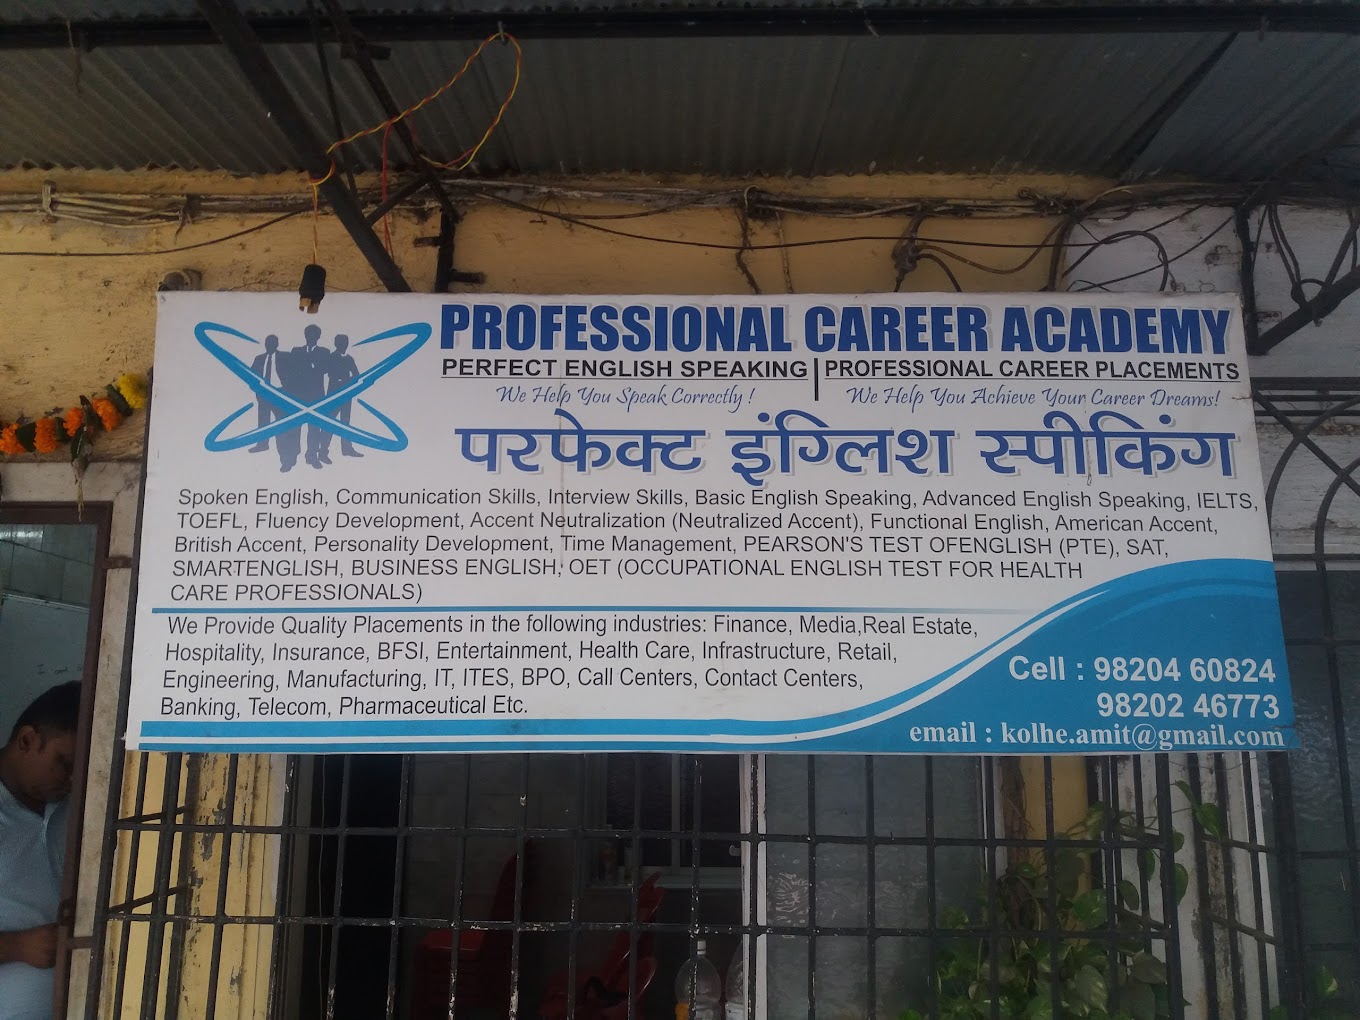 PROFESSIONAL CAREER ACADEMY
PERFECT ENGLISH SPEAKING | PROFESSIONAL CAREER PLACEMENTS
We Help You Speak Correctly ! We Help You Achieve Your Career Dreams!
परफेक्ट इंग्लिश स्पीकिंग
Spoken English, Communication Skills, Interview Skills, Basic English Speaking, Advanced English Speaking, IELTS,
TOEFL, Fluency Development, Accent Neutralization (Neutralized Accent), Functional English, American Accent,
British Accent, Personality Development, Time Management, PEARSON'S TEST OFENGLISH (PTE), SAT,
SMARTENGLISH, BUSINESS ENGLISH, OET (OCCUPATIONAL ENGLISH TEST FOR HEALTH
CARE PROFESSIONALS)
We Provide Quality Placements in the following industries: Finance, Media,Real Estate,
Hospitality, Insurance, BFSI, Entertainment, Health Care, Infrastructure, Retail,
Engineering, Manufacturing, IT, ITES, BPO, Call Centers, Contact Centers,
Banking, Telecom, Pharmaceutical Etc.
Cell : 98204 60824
98202 46773
email : kolhe.amit@gmail.com